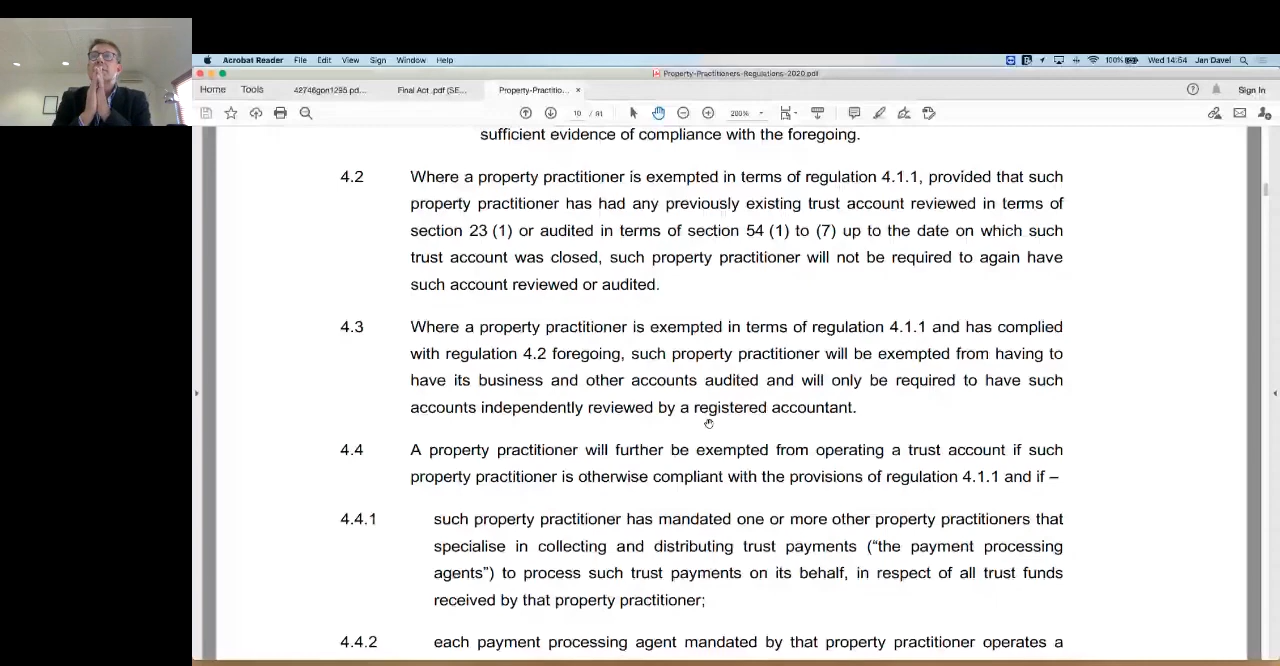 Acrobat Reader File Edit View Sign Window Help 100% Wed 14:54 Jan Davel
Property-Practitioners-Regulations-2020.pdf
Home Tools 42746gon1295 pd... Final Act .pdf (SE... Property-Practitio... × Sign In
10 / 91 200%
sufficient evidence of compliance with the foregoing.
4.2 Where a property practitioner is exempted in terms of regulation 4.1.1, provided that such
property practitioner has had any previously existing trust account reviewed in terms of
section 23 (1) or audited in terms of section 54 (1) to (7) up to the date on which such
trust account was closed, such property practitioner will not be required to again have
such account reviewed or audited.
4.3 Where a property practitioner is exempted in terms of regulation 4.1.1 and has complied
with regulation 4.2 foregoing, such property practitioner will be exempted from having to
have its business and other accounts audited and will only be required to have such
accounts independently reviewed by a registered accountant.
4.4 A property practitioner will further be exempted from operating a trust account if such
property practitioner is otherwise compliant with the provisions of regulation 4.1.1 and if –
4.4.1 such property practitioner has mandated one or more other property practitioners that
specialise in collecting and distributing trust payments (“the payment processing
agents”) to process such trust payments on its behalf, in respect of all trust funds
received by that property practitioner;
4.4.2 each payment processing agent mandated by that property practitioner operates a